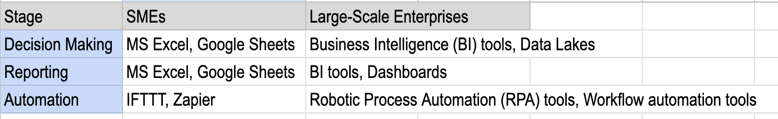 Stage SMEs Large-Scale Enterprises
Decision Making MS Excel, Google Sheets Business Intelligence (BI) tools, Data Lakes
Reporting MS Excel, Google Sheets BI tools, Dashboards
Automation IFTTT, Zapier Robotic Process Automation (RPA) tools, Workflow automation tools